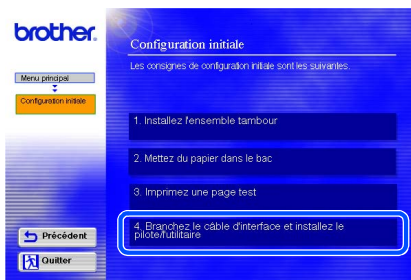 brother.
Menu principal
Configuration initiale
Configuration initiale
Les consignes de configuration initiale sont les suivantes.
1. Installez l'ensemble tambour
2. Mettez du papier dans le bac
3. Imprimez une page test
4. Branchez le câble d'interface et installez le
pilote/l'utilitaire
Précédent
Quitter